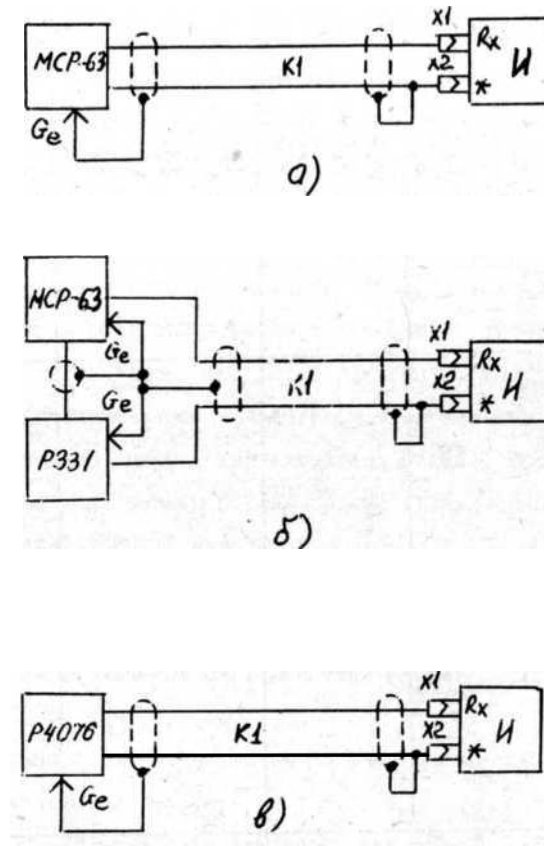 X1
МСР-63
Rx
К1
И
X2
*
Ge
а)
МСР-63
Ge
X1
Rx
К1
И
X2
*
Ge
Р331
б)
X1
Р4076
Rx
К1
И
X2
*
Ge
в)